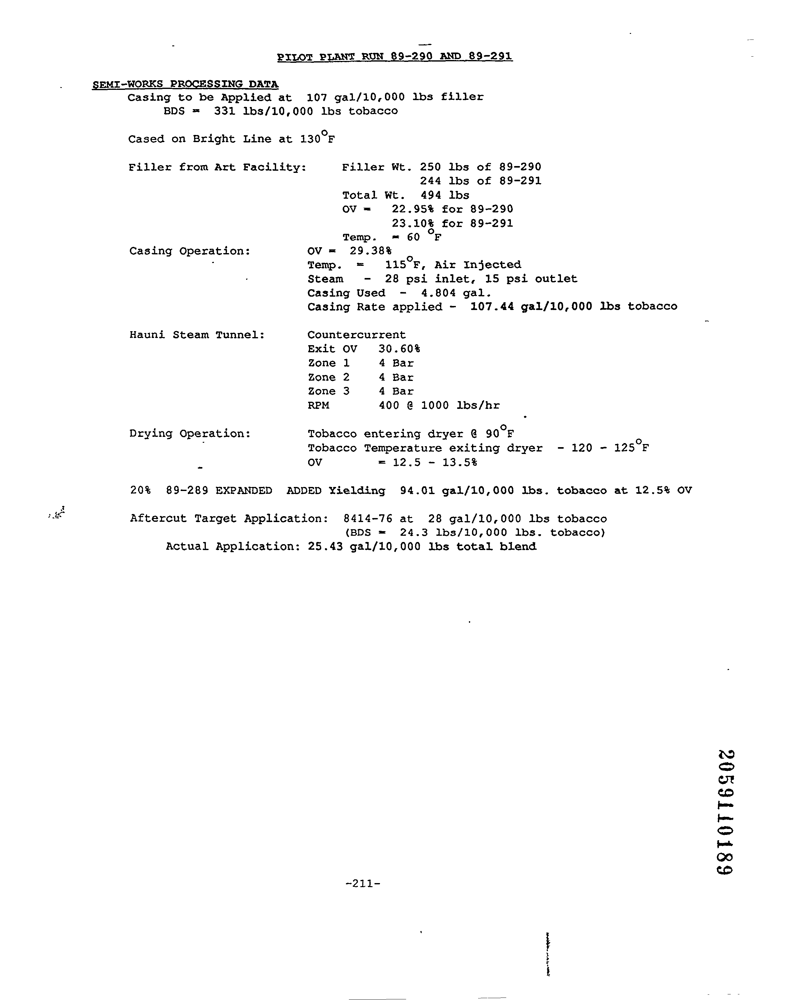 PILOT PLANT RUN 89-290 AND 89-291
SEMI-WORKS PROCESSING DATA
Casing to be Applied at 107 gal/10,000 lbs filler
BDS = 331 lbs/10,000 lbs tobacco
Cased on Bright Line at 130°F
Filler from Art Facility: Filler Wt. 250 lbs of 89-290
244 lbs of 89-291
Total Wt. 494 lbs
OV = 22.95% for 89-290
23.10% for 89-291
Temp. = 60 °F
Casing Operation: OV = 29.38%
Temp. = 115°F, Air Injected
Steam - 28 psi inlet, 15 psi outlet
Casing Used - 4.804 gal.
Casing Rate applied - 107.44 gal/10,000 lbs tobacco
Hauni Steam Tunnel: Countercurrent
Exit OV 30.60%
Zone 1 4 Bar
Zone 2 4 Bar
Zone 3 4 Bar
RPM 400 @ 1000 lbs/hr
Drying Operation: Tobacco entering dryer @ 90°F
Tobacco Temperature exiting dryer - 120 - 125°F
OV = 12.5 - 13.5%
20% 89-289 EXPANDED ADDED Yielding 94.01 gal/10,000 lbs. tobacco at 12.5% OV
Aftercut Target Application: 8414-76 at 28 gal/10,000 lbs tobacco
(BDS = 24.3 lbs/10,000 lbs. tobacco)
Actual Application: 25.43 gal/10,000 lbs total blend
2059110189
-211-